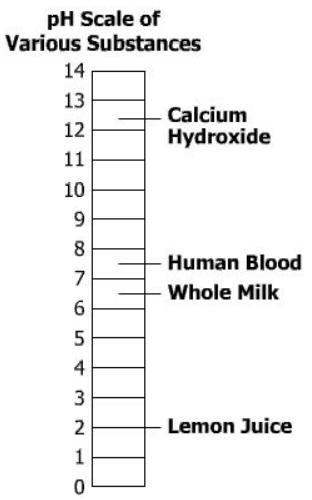 pH Scale of
Various Substances
14
13
Calcium
12
Hydroxide
11
10
9
8
Human Blood
7
Whole Milk
6
5
4
3
2
Lemon Juice
1
0